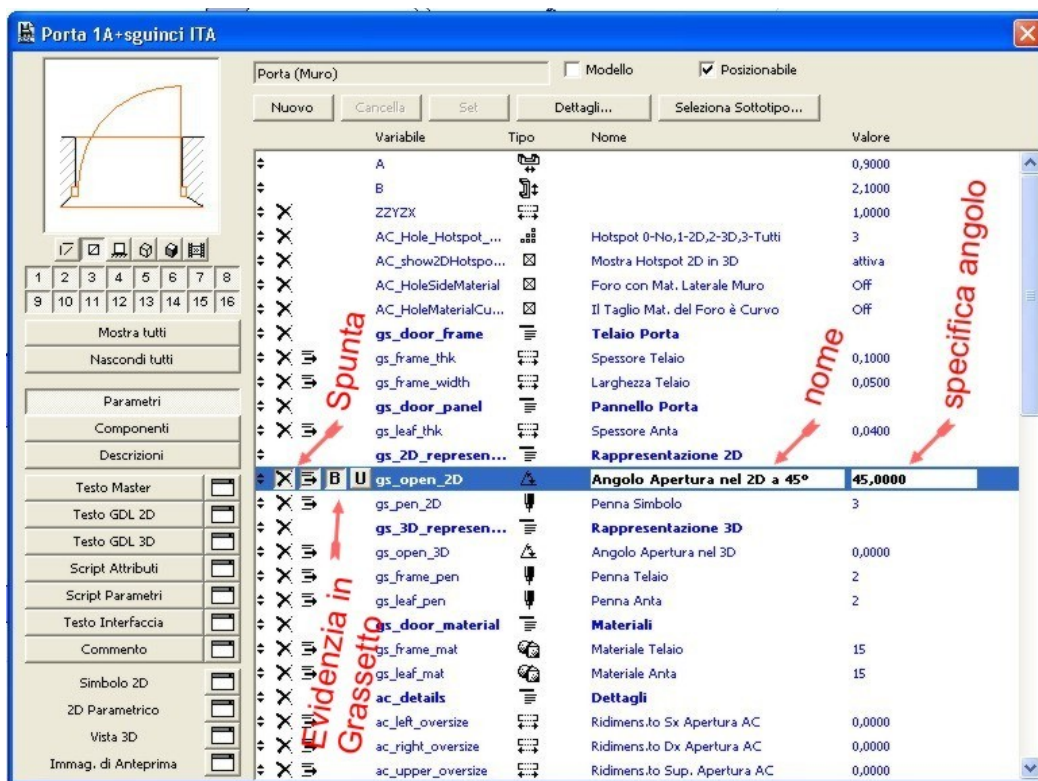 Porta 1A+sguinci ITA
Porta (Muro)
Modello
Posizionabile
Nuovo
Cancella
Set
Dettagli...
Seleziona Sottotipo...
Variabile Tipo Nome Valore
A 0,9000
B 2,1000
ZZYZX 1,0000
AC_Hole_Hotspot_... Hotspot 0-No,1-2D,2-3D,3-Tutti 3
AC_show2DHotspo... Mostra Hotspot 2D in 3D attiva
AC_HoleSideMaterial Foro con Mat. Laterale Muro Off
AC_HoleMaterialCu... Il Taglio Mat. del Foro è Curvo Off
gs_door_frame Telaio Porta
gs_frame_thk Spessore Telaio 0,1000
gs_frame_width Larghezza Telaio 0,0500
gs_door_panel Pannello Porta
gs_leaf_thk Spessore Anta 0,0400
gs_2D_represen... Rappresentazione 2D
B U gs_open_2D Angolo Apertura nel 2D a 45° 45,0000
gs_pen_2D Penna Simbolo 3
gs_3D_represen... Rappresentazione 3D
gs_open_3D Angolo Apertura nel 3D 0,0000
gs_frame_pen Penna Telaio 2
gs_leaf_pen Penna Anta 2
gs_door_material Materiali
gs_frame_mat Materiale Telaio 15
gs_leaf_mat Materiale Anta 15
ac_details Dettagli
ac_left_oversize Ridimens.to Sx Apertura AC 0,0000
ac_right_oversize Ridimens.to Dx Apertura AC 0,0000
ac_upper_oversize Ridimens.to Sup. Apertura AC 0,0000
1 2 3 4 5 6 7 8
9 10 11 12 13 14 15 16
Mostra tutti
Nascondi tutti
Parametri
Componenti
Descrizioni
Testo Master
Testo GDL 2D
Testo GDL 3D
Script Attributi
Script Parametri
Testo Interfaccia
Commento
Simbolo 2D
2D Parametrico
Vista 3D
Immag. di Anteprima
Spunta
nome
specifica angolo
Evidenzia in
Grassetto